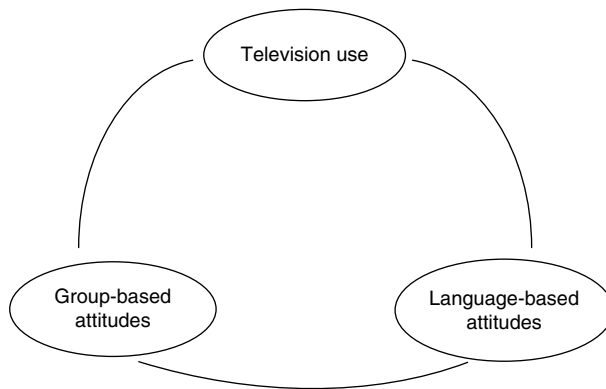 Television use
Group-based
attitudes
Language-based
attitudes